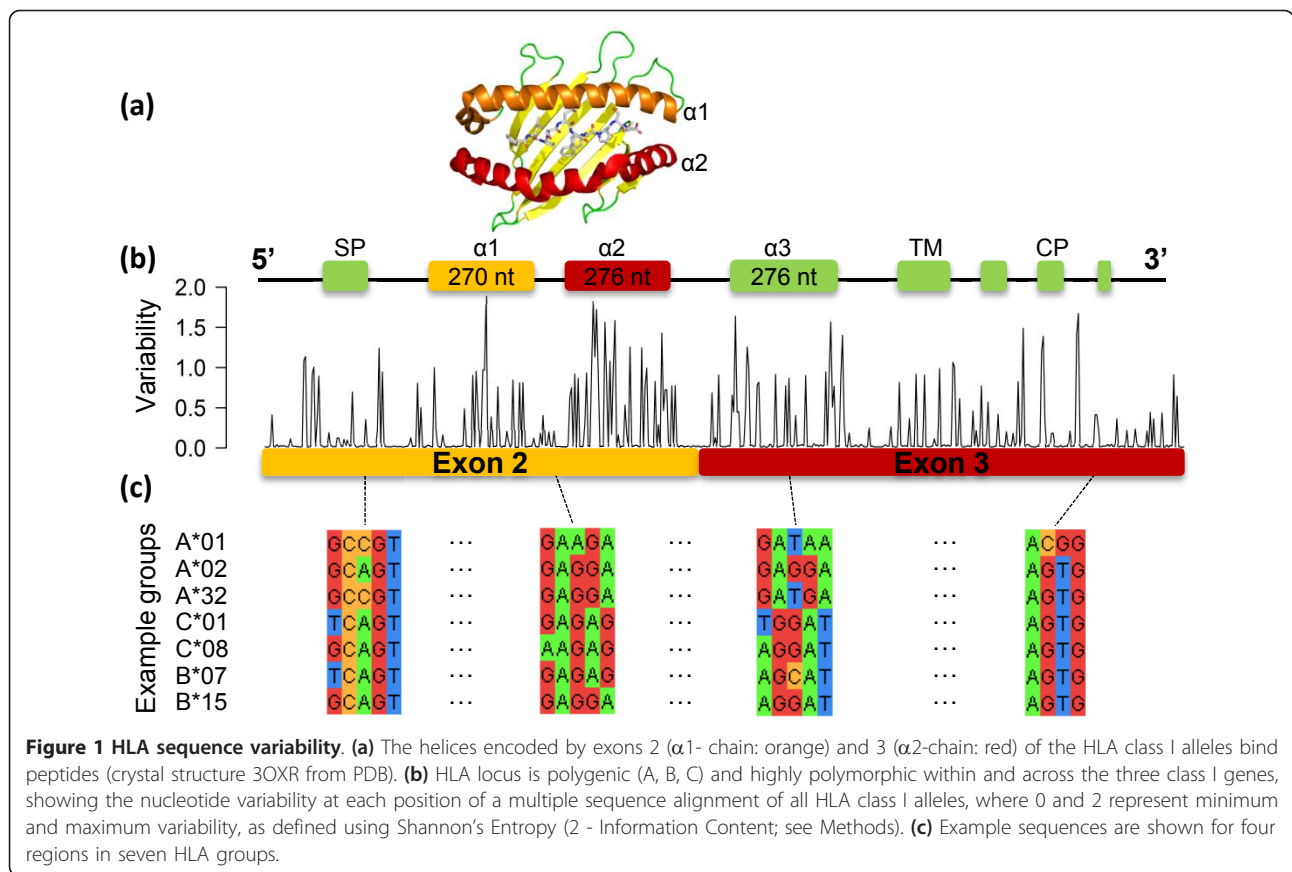 (a)
α1
α2
(b)
5’
SP
α1
α2
α3
TM
CP
3’
270 nt
276 nt
276 nt
Variability
2.0
1.5
1.0
0.5
0.0
Exon 2
Exon 3
(c)
Example groups
A*01 GCCGT ... GAAGA ... GATAA ... ACGG
A*02 GCAGT ... GAGGA ... GAGGA ... AGTG
A*32 GCCGT ... GAGGA ... GATGA ... AGTG
C*01 TCAGT ... GAGAG ... TGGAT ... AGTG
C*08 GCAGT ... AAGAG ... AGGAT ... AGTG
B*07 TCAGT ... GAGAG ... AGCAT ... AGTG
B*15 GCAGT ... GAGGA ... AGGAT ... AGTG
Figure 1 HLA sequence variability. (a) The helices encoded by exons 2 (α1- chain: orange) and 3 (α2-chain: red) of the HLA class I alleles bind
peptides (crystal structure 3OXR from PDB). (b) HLA locus is polygenic (A, B, C) and highly polymorphic within and across the three class I genes,
showing the nucleotide variability at each position of a multiple sequence alignment of all HLA class I alleles, where 0 and 2 represent minimum
and maximum variability, as defined using Shannon’s Entropy (2 - Information Content; see Methods). (c) Example sequences are shown for four
regions in seven HLA groups.